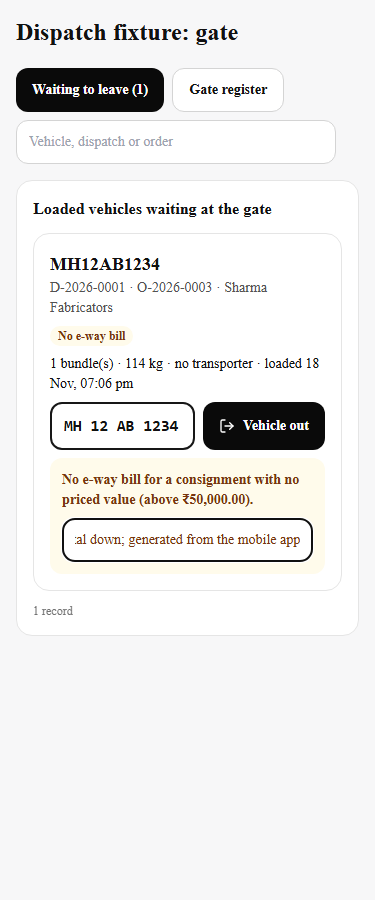 Dispatch fixture: gate
Waiting to leave (1)
Gate register
Vehicle, dispatch or order
Loaded vehicles waiting at the gate
MH12AB1234
D-2026-0001 · O-2026-0003 · Sharma
Fabricators
No e-way bill
1 bundle(s) · 114 kg · no transporter · loaded 18
Nov, 07:06 pm
MH 12 AB 1234
Vehicle out
No e-way bill for a consignment with no
priced value (above ₹50,000.00).
down; generated from the mobile app
1 record